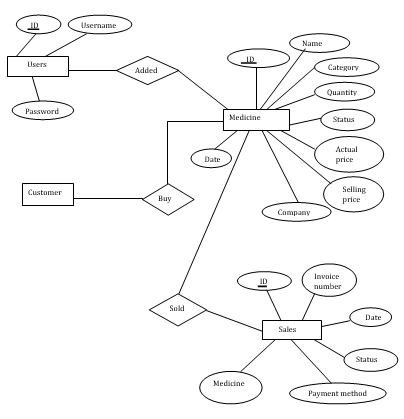 ID
Username
Users
Password
Added
ID
Name
Category
Quantity
Status
Actual
price
Selling
price
Company
Medicine
Date
Customer
Buy
Sold
ID
Invoice
number
Date
Status
Payment method
Medicine
Sales